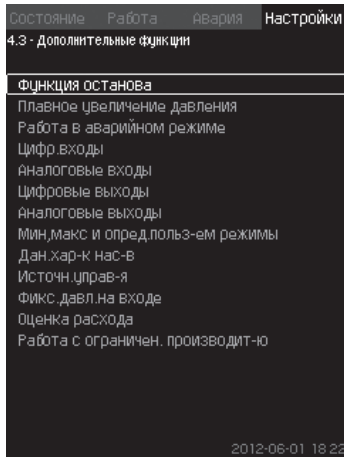 Состояние Работа Авария Настройки
4.3 - Дополнительные функции
Функция останова
Плавное увеличение давления
Работа в аварийном режиме
Цифр.входы
Аналоговые входы
Цифровые выходы
Аналоговые выходы
Мин,макс и опред.польз-ем режимы
Дан.хар-к нас-в
Источн.управ-я
Фикс.давл.на входе
Оценка расхода
Работа с ограничен. производит-ю
2012-06-01 18:22